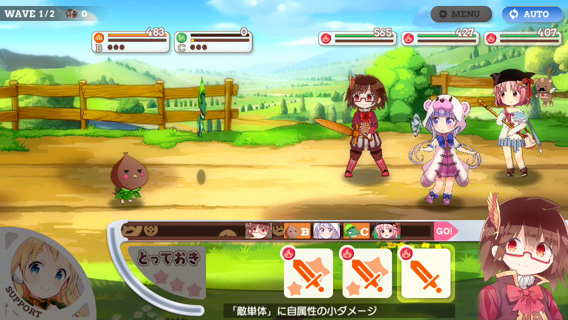 WAVE 1/2 0
MENU
AUTO
483
B
0
C
565
427
407
B
C
GO!
とっておき
SUPPORT
「敵単体」に自属性の小ダメージ